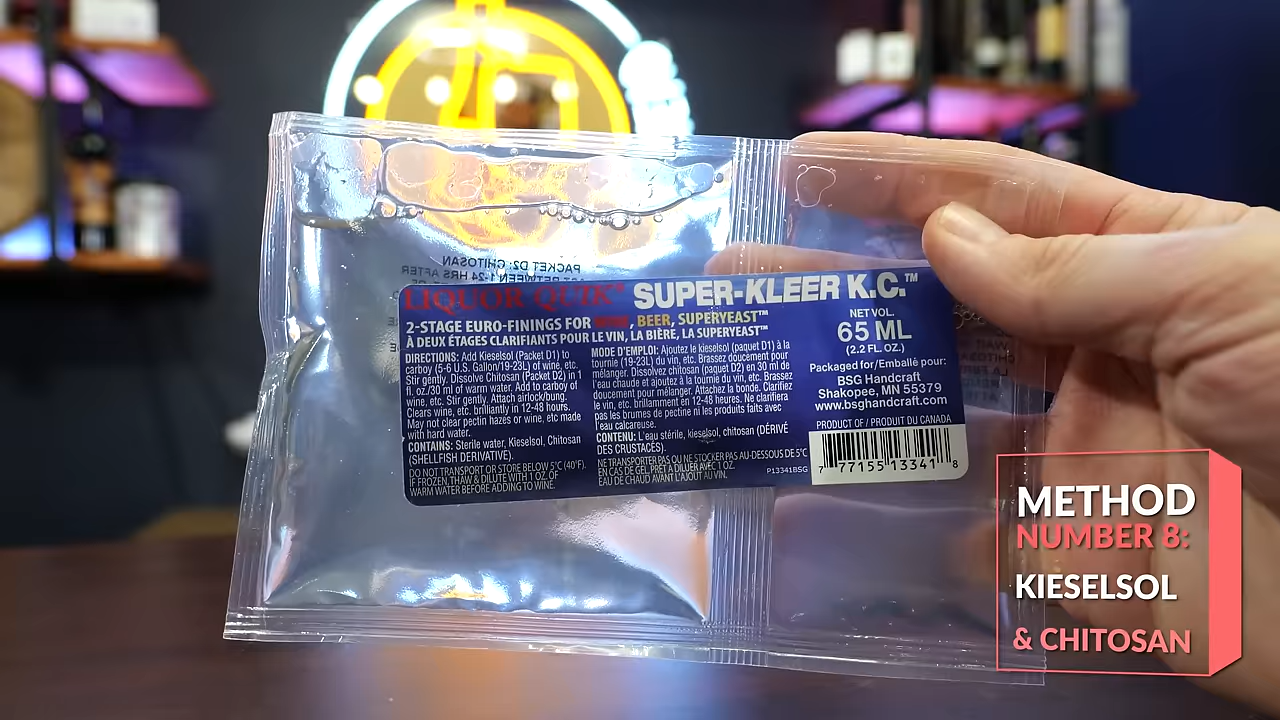 PACKET D2: CHITOSAN
BETWEEN 1-24 HRS AFTER
LIQUOR QUIK®
SUPER-KLEER K.C.™
2-STAGE EURO-FININGS FOR WINE, BEER, SUPERYEAST™
À DEUX ÉTAGES CLARIFIANTS POUR LE VIN, LA BIÈRE, LA SUPERYEAST™
DIRECTIONS: Add Kieselsol (Packet D1) to
carboy (5-6 U.S. Gallon/19-23L) of wine, etc.
Stir gently. Dissolve Chitosan (Packet D2) in 1
fl. oz./30 ml of warm water. Add to carboy of
wine, etc. Stir gently. Attach airlock/bung.
Clears wine, etc. brilliantly in 12-48 hours.
May not clear pectin hazes or wine, etc made
with hard water.
CONTAINS: Sterile water, Kieselsol, Chitosan
(SHELLFISH DERIVATIVE).
DO NOT TRANSPORT OR STORE BELOW 5°C (40°F).
IF FROZEN, THAW & DILUTE WITH 1 OZ. OF
WARM WATER BEFORE ADDING TO WINE.
MODE D'EMPLOI: Ajoutez le kieselsol (paquet D1) à la
tournie (19-23L) du vin, etc. Brassez doucement pour
mélanger. Dissolvez chitosan (paquet D2) en 30 ml de
l'eau chaude et ajoutez à la tournie du vin, etc. Brassez
doucement pour mélanger. Attachez la bonde. Clarifiez
le vin, etc. brillamment en 12-48 heures. Ne clarifiera
pas les brumes de pectine ni les produits faits avec
l'eau calcareuse.
CONTENU: L'eau stérile, kieselsol, chitosan (DÉRIVÉ
DES CRUSTACÉS).
NE TRANSPORTER PAS OU NE STOCKER PAS AU-DESSOUS DE 5°C
EN CAS DE GEL, PRÊT A DILUER AVEC 1 OZ.
EAU DE CHAUD AVANT L'AJOUT AU VIN.
P13341BSG
NET VOL.
65 ML
(2.2 FL. OZ.)
Packaged for/Emballé pour:
BSG Handcraft
Shakopee, MN 55379
www.bsghandcraft.com
PRODUCT OF / PRODUIT DU CANADA
7 77155 13341 8
METHOD
NUMBER 8:
KIESELSOL
& CHITOSAN